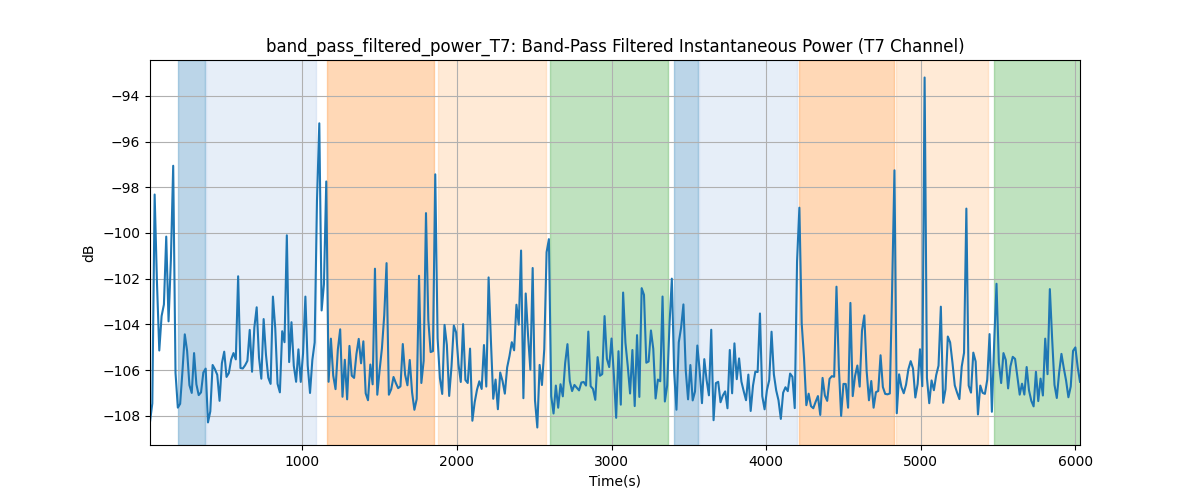 band_pass_filtered_power_T7: Band-Pass Filtered Instantaneous Power (T7 Channel)
−94
−96
−98
−100
−102
−104
−106
−108
dB
1000 2000 3000 4000 5000 6000
Time(s)